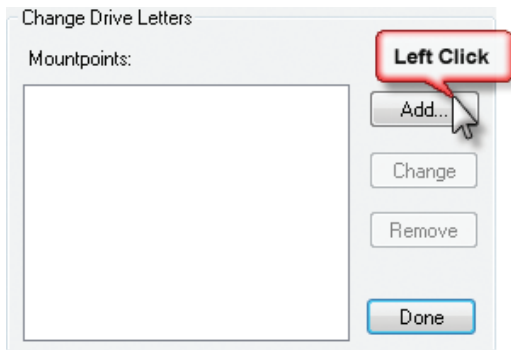 Change Drive Letters
Mountpoints:
Left Click
Add...
Change
Remove
Done